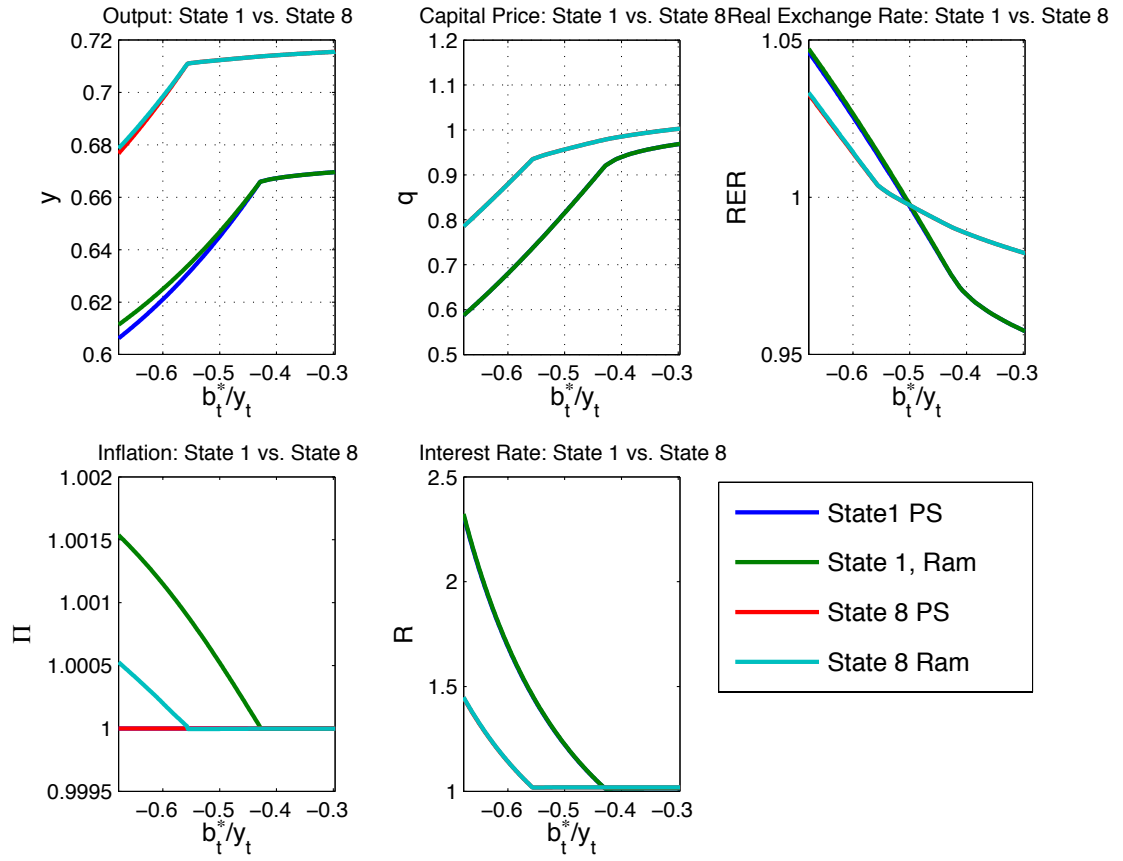 Output: State 1 vs. State 8
Capital Price: State 1 vs. State 8
Real Exchange Rate: State 1 vs. State 8
0.72
0.7
0.68
0.66
0.64
0.62
0.6
y
−0.6 −0.5 −0.4 −0.3
b*t/yt
1.2
1.1
1
0.9
0.8
0.7
0.6
0.5
q
−0.6 −0.5 −0.4 −0.3
b*t/yt
1.05
1
0.95
RER
−0.6 −0.5 −0.4 −0.3
b*t/yt
Inflation: State 1 vs. State 8
Interest Rate: State 1 vs. State 8
1.002
1.0015
1.001
1.0005
1
0.9995
Π
−0.6 −0.5 −0.4 −0.3
b*t/yt
2.5
2
1.5
1
R
−0.6 −0.5 −0.4 −0.3
b*t/yt
State1 PS
State 1, Ram
State 8 PS
State 8 Ram